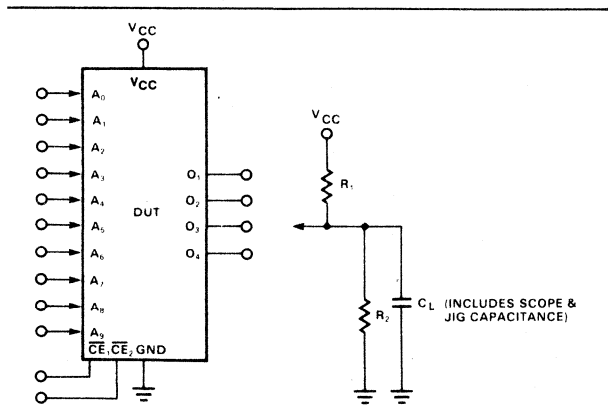 VCC
VCC
A0
A1
A2
A3
A4
A5
A6
A7
A8
A9
DUT
O1
O2
O3
O4
CE1 CE2 GND
VCC
R1
R2
CL (INCLUDES SCOPE &
JIG CAPACITANCE)